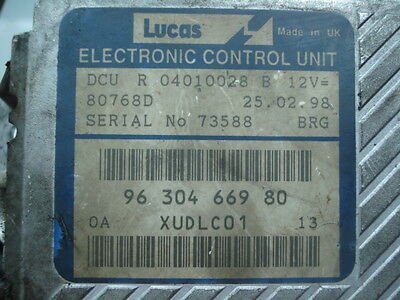 Lucas Made in UK
ELECTRONIC CONTROL UNIT
DCU R 04010028 B 12V=
80768D 25.02.98
SERIAL No 73588 BRG
96 304 669 80
0A XUDLC01 13